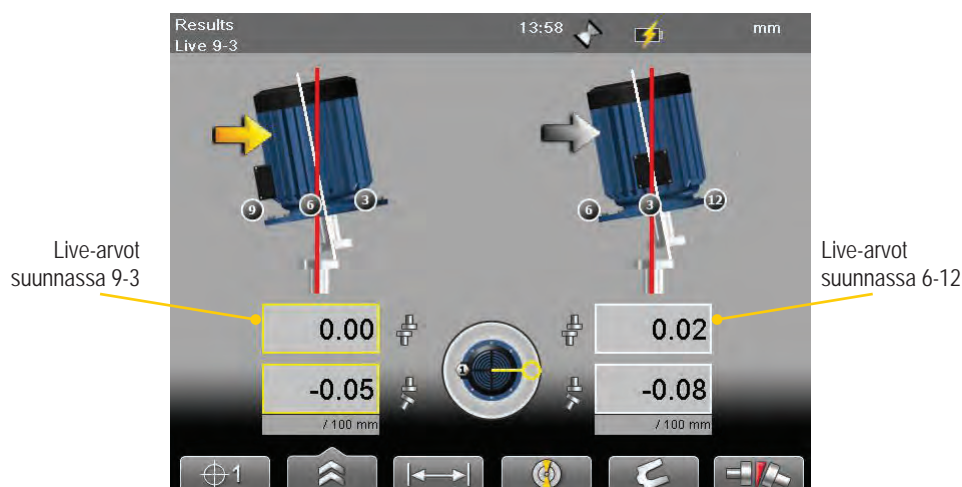 Results
Live 9-3
13:58
mm
9
6
3
6
3
12
Live-arvot
suunnassa 9-3
Live-arvot
suunnassa 6-12
0.00
0.02
1
-0.05
-0.08
/ 100 mm
/ 100 mm
1